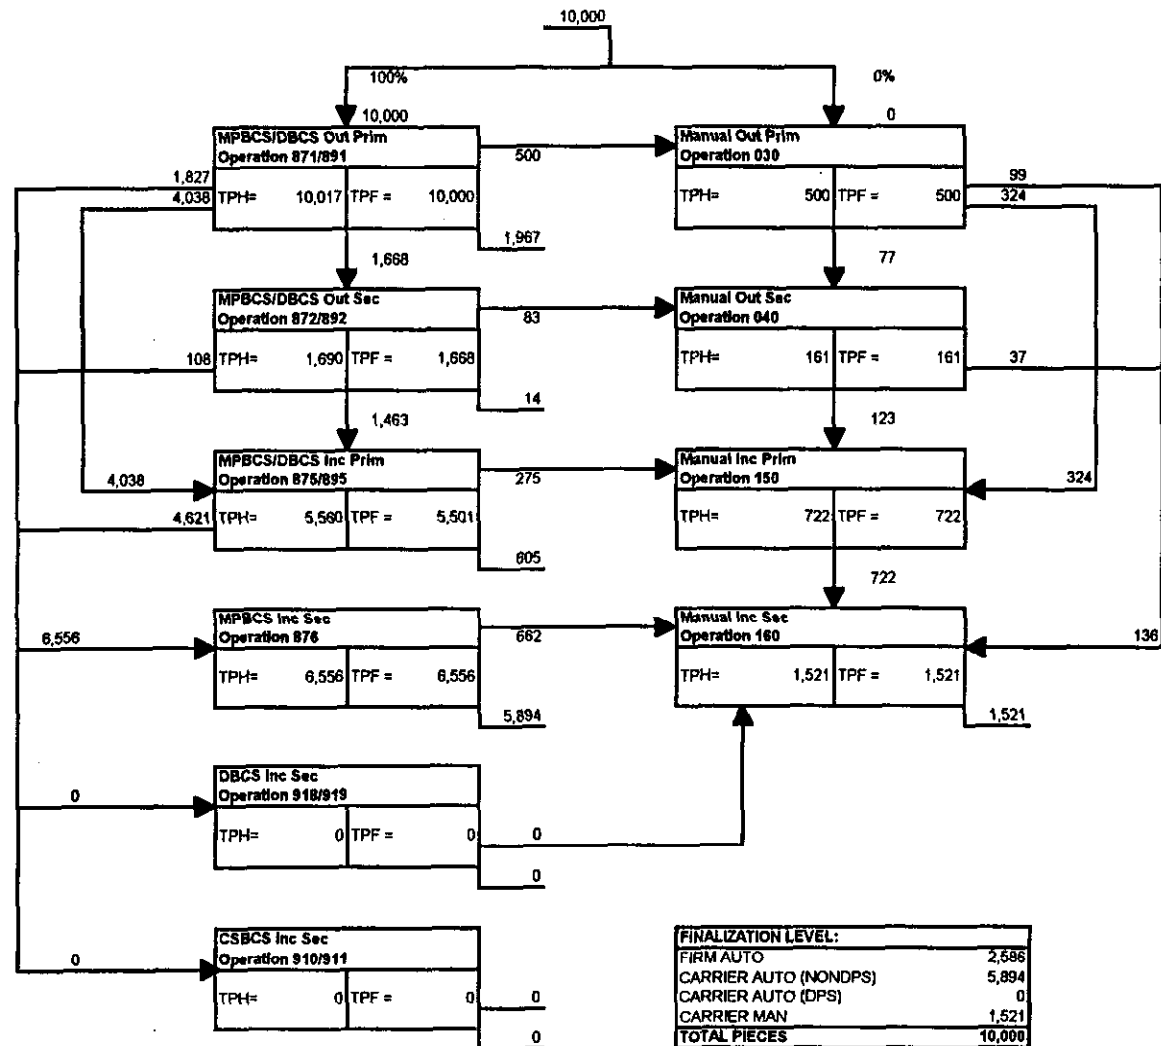 10,000
100%
0%
10,000
0
MPBCS/DBCS Out Prim
Operation 871/891
500
Manual Out Prim
Operation 030
1,827
4,038
TPH= 10,017 TPF = 10,000
TPH= 500 TPF = 500
99
324
1,967
1,668
77
MPBCS/DBCS Out Sec
Operation 872/892
83
Manual Out Sec
Operation 040
108
TPH= 1,690 TPF = 1,668
TPH= 161 TPF = 161
37
14
1,463
123
MPBCS/DBCS Inc Prim
Operation 875/895
275
Manual Inc Prim
Operation 150
4,038
324
4,621
TPH= 5,560 TPF = 5,501
TPH= 722 TPF = 722
605
722
MPBCS Inc Sec
Operation 876
662
Manual Inc Sec
Operation 160
6,556
136
TPH= 6,556 TPF = 6,556
TPH= 1,521 TPF = 1,521
5,894
1,521
DBCS Inc Sec
Operation 918/919
0
TPH= 0 TPF = 0
0
0
CSBCS Inc Sec
Operation 910/911
0
TPH= 0 TPF = 0
0
0
FINALIZATION LEVEL:
FIRM AUTO 2,586
CARRIER AUTO (NONDPS) 5,894
CARRIER AUTO (DPS) 0
CARRIER MAN 1,521
TOTAL PIECES 10,000